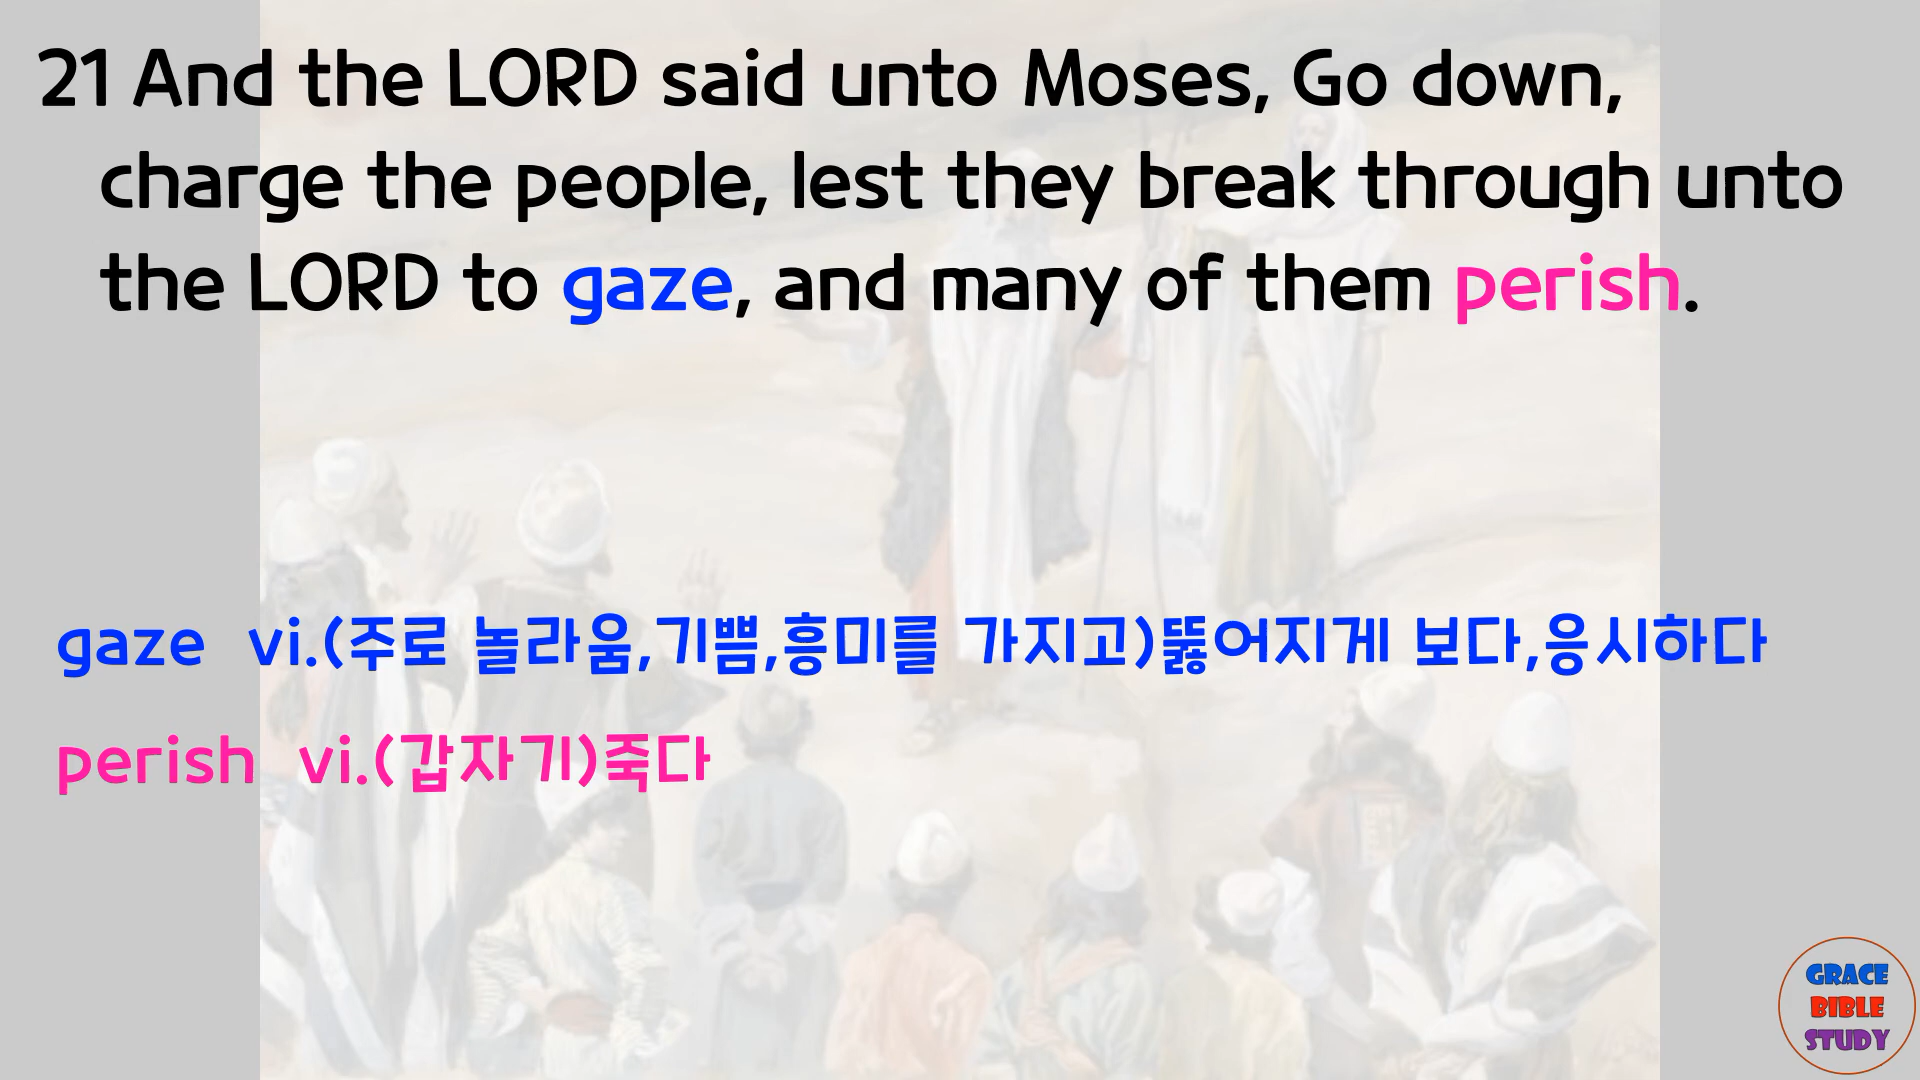 21 And the LORD said unto Moses, Go down,
charge the people, lest they break through unto
the LORD to gaze, and many of them perish.
gaze vi.(주로 놀라움,기쁨,흥미를 가지고)뚫어지게 보다,응시하다
perish vi.(갑자기)죽다
GRACE
BIBLE
STUDY